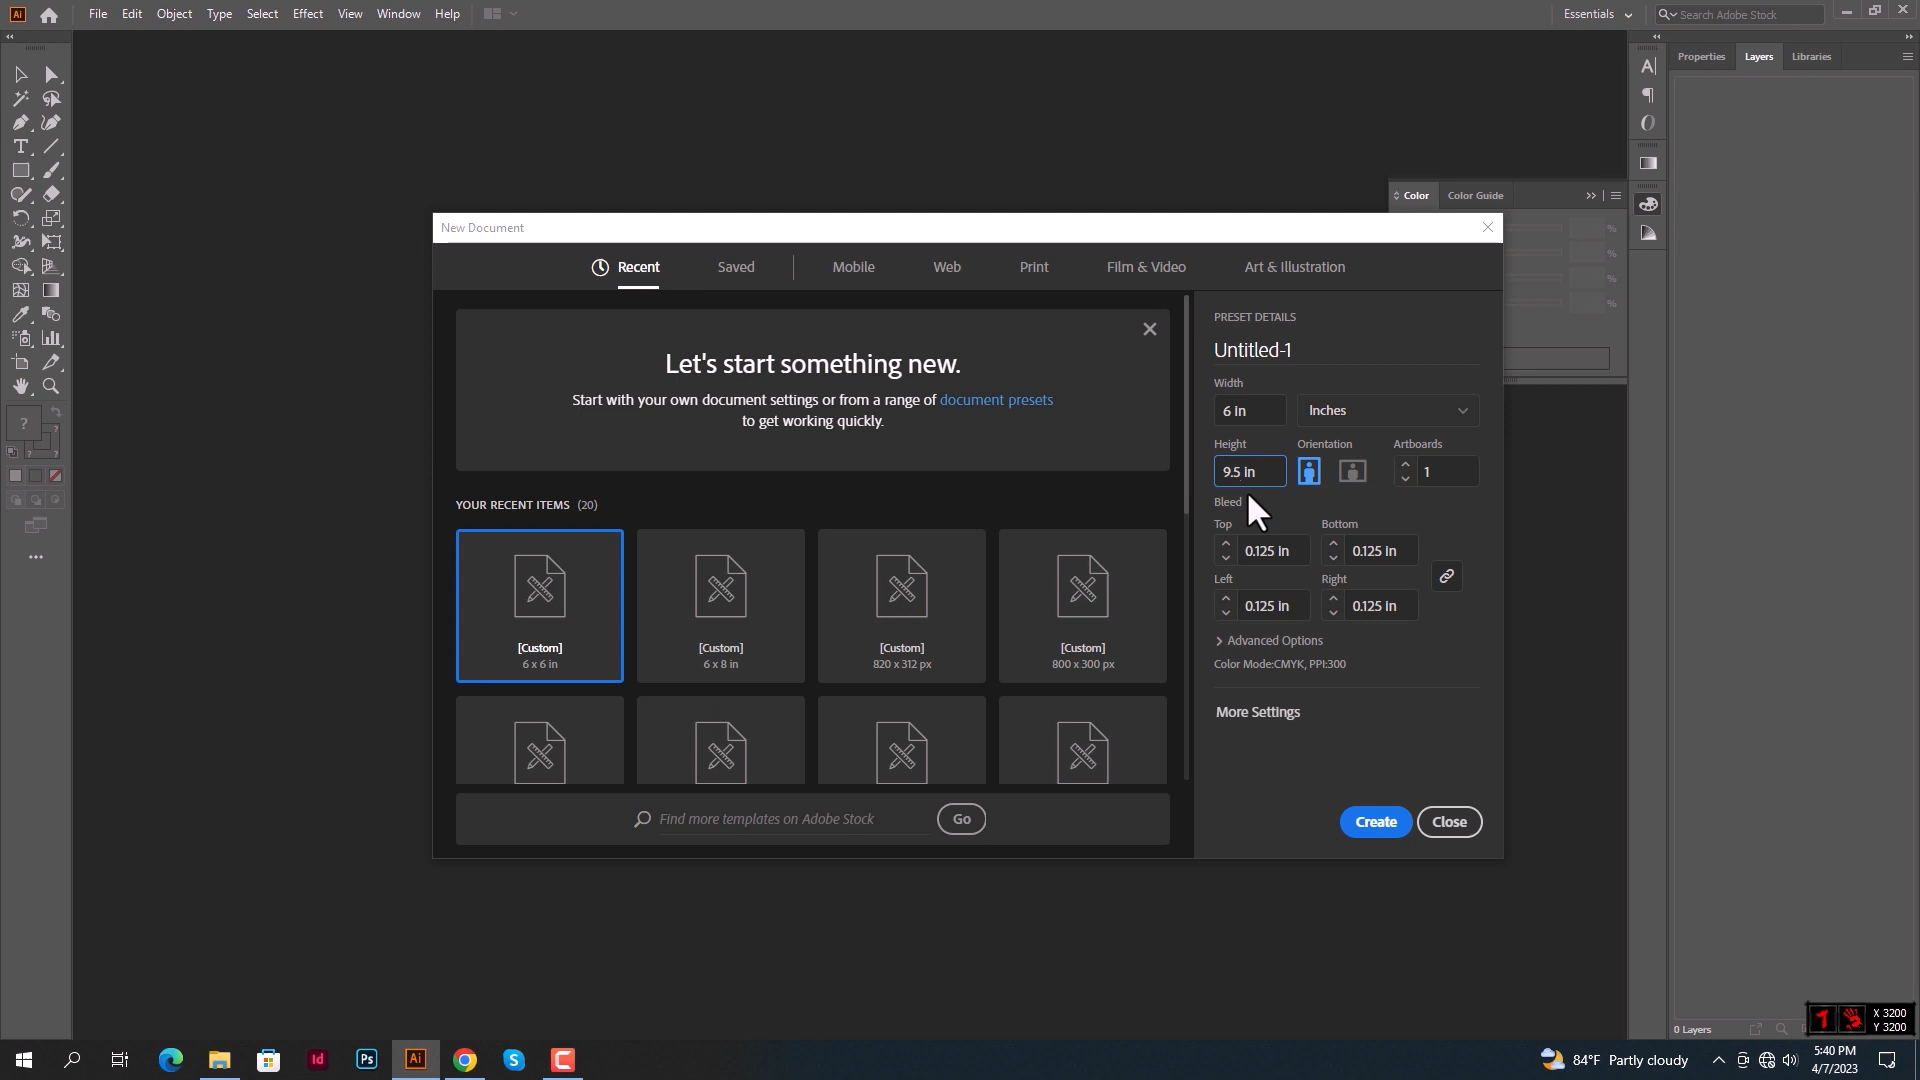 Ai File Edit Object Type Select Effect View Window Help Essentials Search Adobe Stock
Properties Layers Libraries
Color Color Guide
%
%
%
%
New Document
Recent Saved Mobile Web Print Film & Video Art & Illustration
Let's start something new.
Start with your own document settings or from a range of document presets
to get working quickly.
YOUR RECENT ITEMS (20)
[Custom]
6 x 6 in
[Custom]
6 x 8 in
[Custom]
820 x 312 px
[Custom]
800 x 300 px
Find more templates on Adobe Stock Go
PRESET DETAILS
Untitled-1
Width
6 in Inches
Height Orientation Artboards
9.5 in 1
Bleed
Top Bottom
0.125 in 0.125 in
Left Right
0.125 in 0.125 in
Advanced Options
Color Mode:CMYK, PPI:300
More Settings
Create Close
0 Layers
X 3200
Y 3200
Id Ps Ai S
84°F Partly cloudy
5:40 PM
4/7/2023